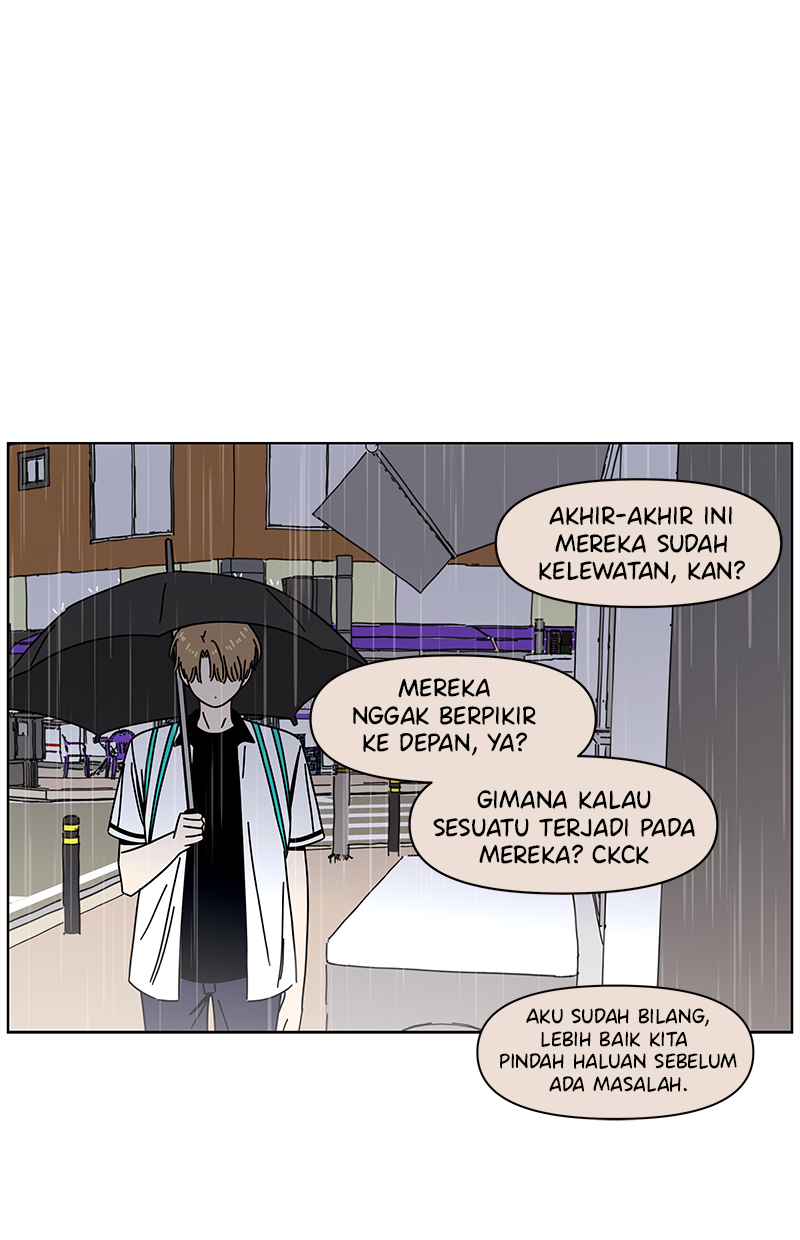 AKHIR-AKHIR INI
MEREKA SUDAH
KELEWATAN, KAN?
MEREKA
NGGAK BERPIKIR
KE DEPAN, YA?
GIMANA KALAU
SESUATU TERJADI PADA
MEREKA? CKCK
AKU SUDAH BILANG,
LEBIH BAIK KITA
PINDAH HALUAN SEBELUM
ADA MASALAH.